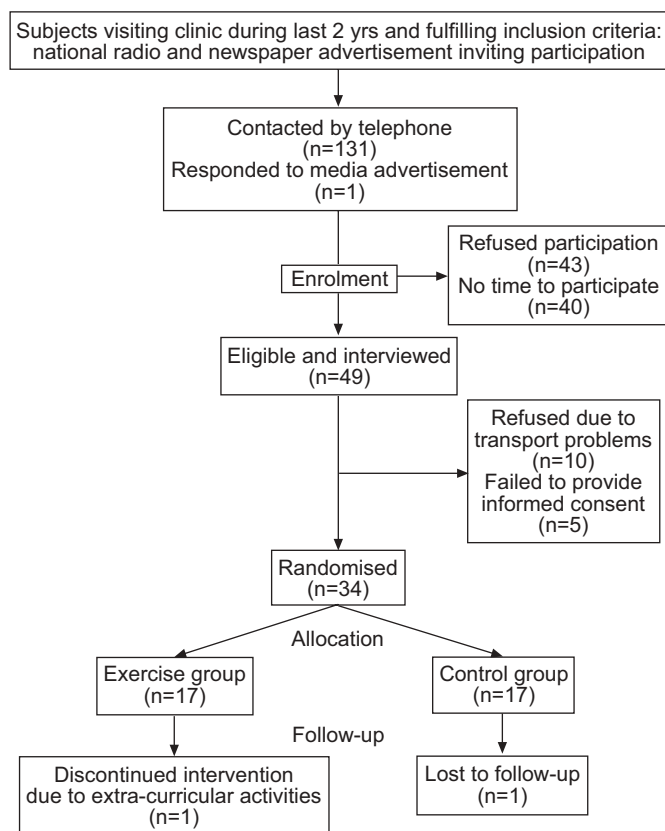 Subjects visiting clinic during last 2 yrs and fulfilling inclusion criteria:
national radio and newspaper advertisement inviting participation
Contacted by telephone
(n=131)
Responded to media advertisement
(n=1)
Refused participation
(n=43)
No time to participate
(n=40)
Enrolment
Eligible and interviewed
(n=49)
Refused due to
transport problems
(n=10)
Failed to provide
informed consent
(n=5)
Randomised
(n=34)
Allocation
Exercise group
(n=17)
Control group
(n=17)
Follow-up
Discontinued intervention
due to extra-curricular activities
(n=1)
Lost to follow-up
(n=1)